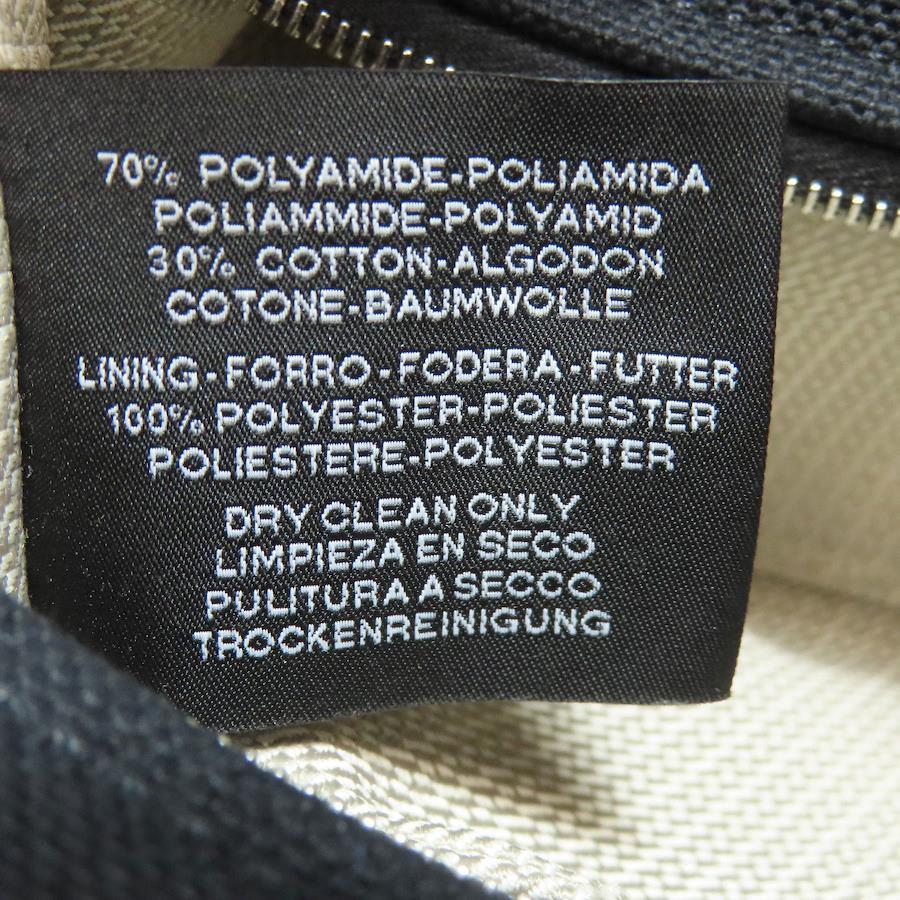 70% POLYAMIDE-POLIAMIDA
POLIAMMIDE-POLYAMID
30% COTTON-ALGODON
COTONE-BAUMWOLLE
LINING-FORRO-FODERA-FUTTER
100% POLYESTER-POLIESTER
POLIESTERE-POLYESTER
DRY CLEAN ONLY
LIMPIEZA EN SECO
PULITURA A SECCO
TROCKENREINIGUNG